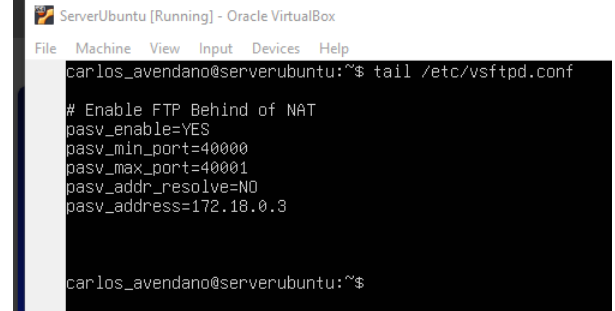 ServerUbuntu [Running] - Oracle VirtualBox
File Machine View Input Devices Help
carlos_avendano@serverubuntu:~$ tail /etc/vsftpd.conf
# Enable FTP Behind of NAT
pasv_enable=YES
pasv_min_port=40000
pasv_max_port=40001
pasv_addr_resolve=NO
pasv_address=172.18.0.3
carlos_avendano@serverubuntu:~$